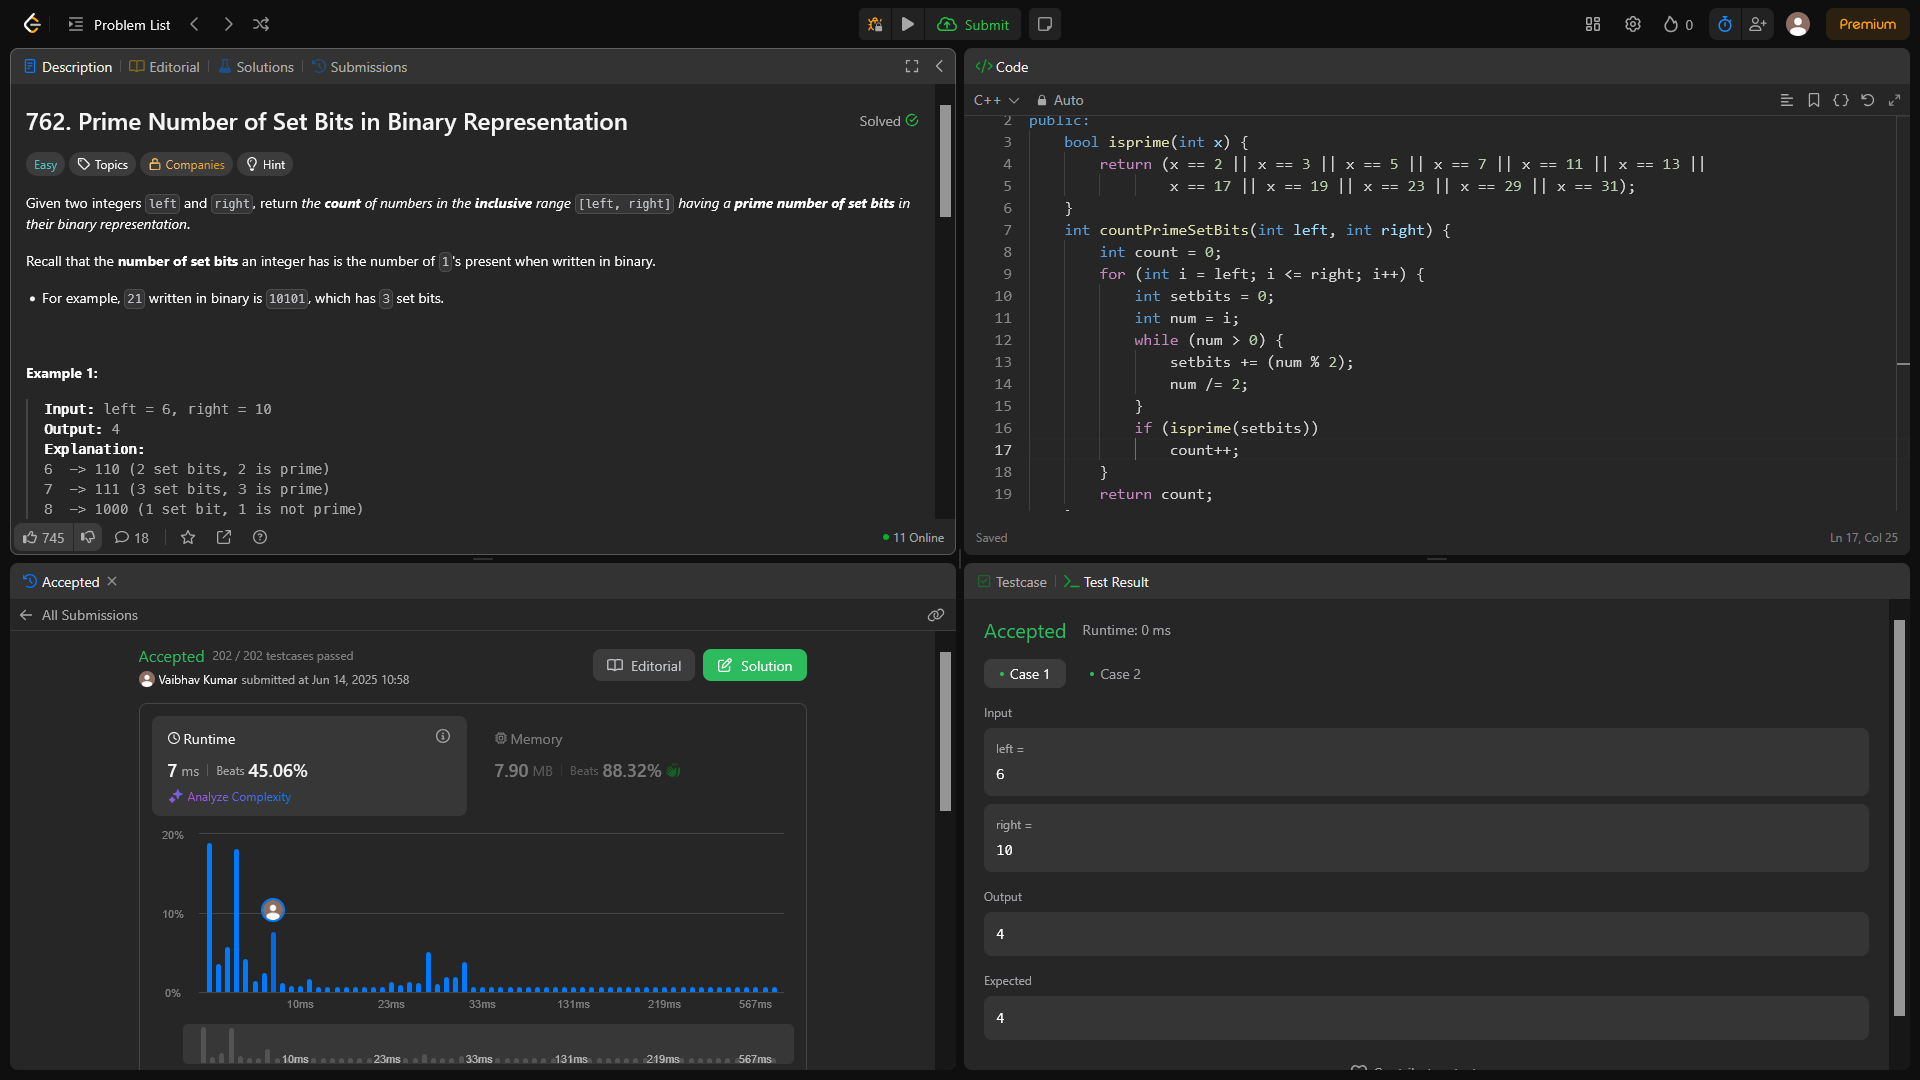 Problem List
Submit
0
Premium
Description
Editorial
Solutions
Submissions
762. Prime Number of Set Bits in Binary Representation
Solved
Easy
Topics
Companies
Hint
Given two integers left and right, return the count of numbers in the inclusive range [left, right] having a prime number of set bits in
their binary representation.
Recall that the number of set bits an integer has is the number of 1's present when written in binary.
• For example, 21 written in binary is 10101, which has 3 set bits.
Example 1:
Input: left = 6, right = 10
Output: 4
Explanation:
6  -> 110 (2 set bits, 2 is prime)
7  -> 111 (3 set bits, 3 is prime)
8  -> 1000 (1 set bit, 1 is not prime)
745
18
11 Online
Code
C++
Auto
2 public:
3     bool isprime(int x) {
4         return (x == 2 || x == 3 || x == 5 || x == 7 || x == 11 || x == 13 ||
5                 x == 17 || x == 19 || x == 23 || x == 29 || x == 31);
6     }
7     int countPrimeSetBits(int left, int right) {
8         int count = 0;
9         for (int i = left; i <= right; i++) {
10             int setbits = 0;
11             int num = i;
12             while (num > 0) {
13                 setbits += (num % 2);
14                 num /= 2;
15             }
16             if (isprime(setbits))
17                 count++;
18         }
19         return count;
Saved
Ln 17, Col 25
Accepted
All Submissions
Accepted 202 / 202 testcases passed
Vaibhav Kumar submitted at Jun 14, 2025 10:58
Editorial
Solution
Runtime
7 ms
Beats 45.06%
Analyze Complexity
Memory
7.90 MB
Beats 88.32%
20%
10%
0%
10ms 23ms 33ms 131ms 219ms 567ms
10ms 23ms 33ms 131ms 219ms 567ms
Testcase
Test Result
Accepted
Runtime: 0 ms
• Case 1
• Case 2
Input
left =
6
right =
10
Output
4
Expected
4